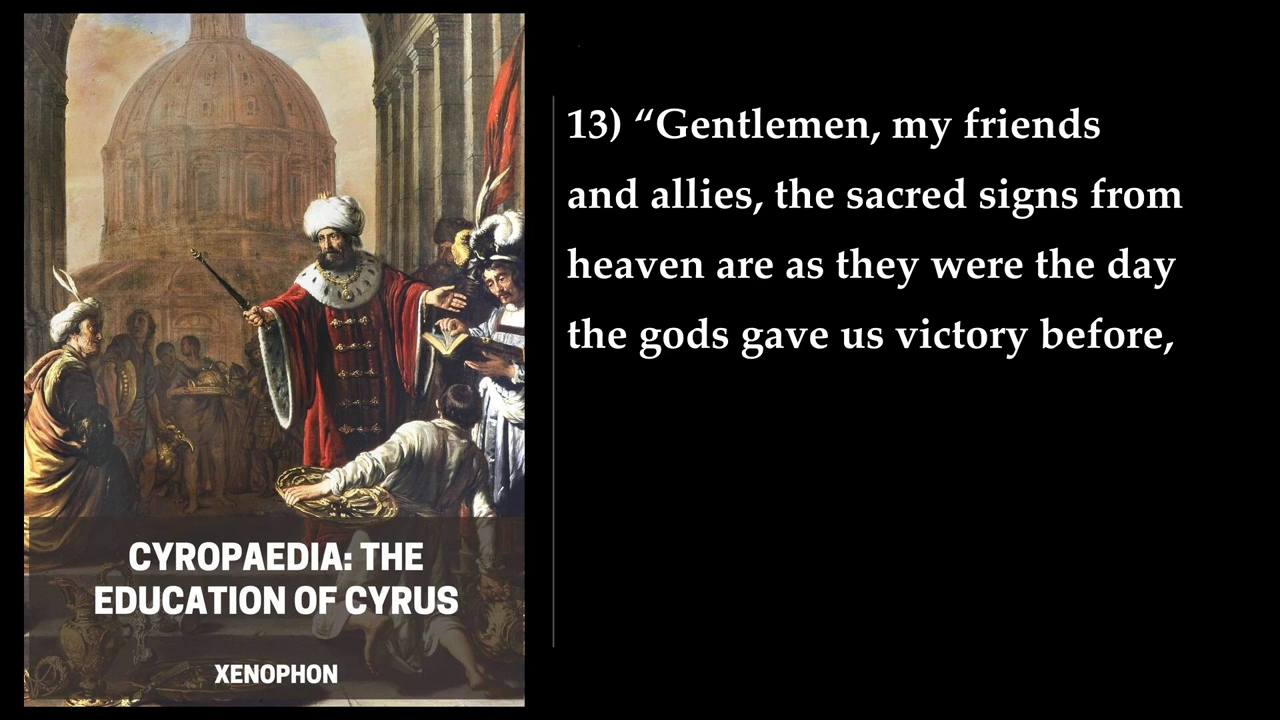 CYROPAEDIA: THE
EDUCATION OF CYRUS
XENOPHON
13) “Gentlemen, my friends
and allies, the sacred signs from
heaven are as they were the day
the gods gave us victory before,